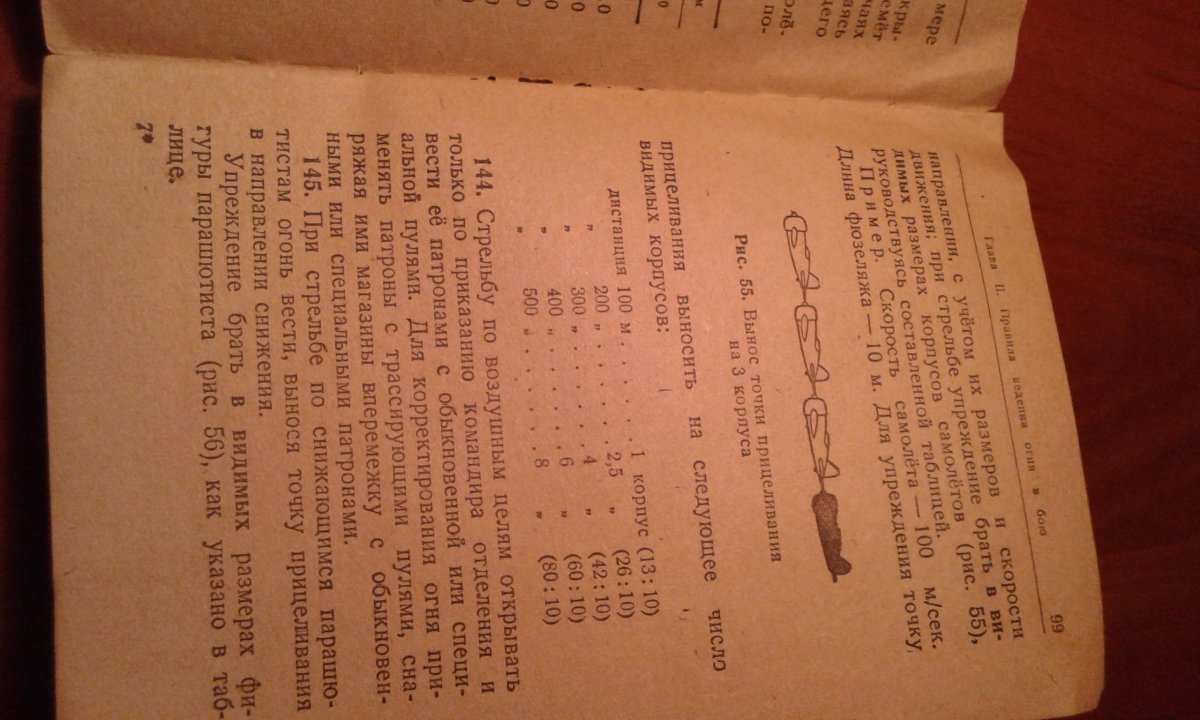 Глава II. Правила ведения огня в бою 99
направлении, с учётом их размеров и скорости
движения; при стрельбе упреждение брать в ви-
димых размерах корпусов самолётов (рис. 55),
руководствуясь составленной таблицей.
Пример. Скорость самолёта — 100 м/сек.
Длина фюзеляжа — 10 м. Для упреждения точку
Рис. 55. Вынос точки прицеливания
на 3 корпуса
прицеливания выносить на следующее число
видимых корпусов:
дистанция 100 м . . . . . . 1 корпус (13 : 10)
„ 200 „ . . . . . . 2,5 „ (26 : 10)
„ 300 „ . . . . . . 4 „ (42 : 10)
„ 400 „ . . . . . . 6 „ (60 : 10)
„ 500 „ . . . . . . 8 „ (80 : 10)
144. Стрельбу по воздушным целям открывать
только по приказанию командира отделения и
вести её патронами с обыкновенной или специ-
альной пулями. Для корректирования огня при-
менять патроны с трассирующими пулями, сна-
ряжая ими магазины вперемежку с обыкновен-
ными или специальными патронами.
145. При стрельбе по снижающимся парашю-
тистам огонь вести, вынося точку прицеливания
в направлении снижения.
Упреждение брать в видимых размерах фи-
гуры парашютиста (рис. 56), как указано в таб-
лице.
7*
мере
кры-
емёт
чаях
аясь
щего
по-